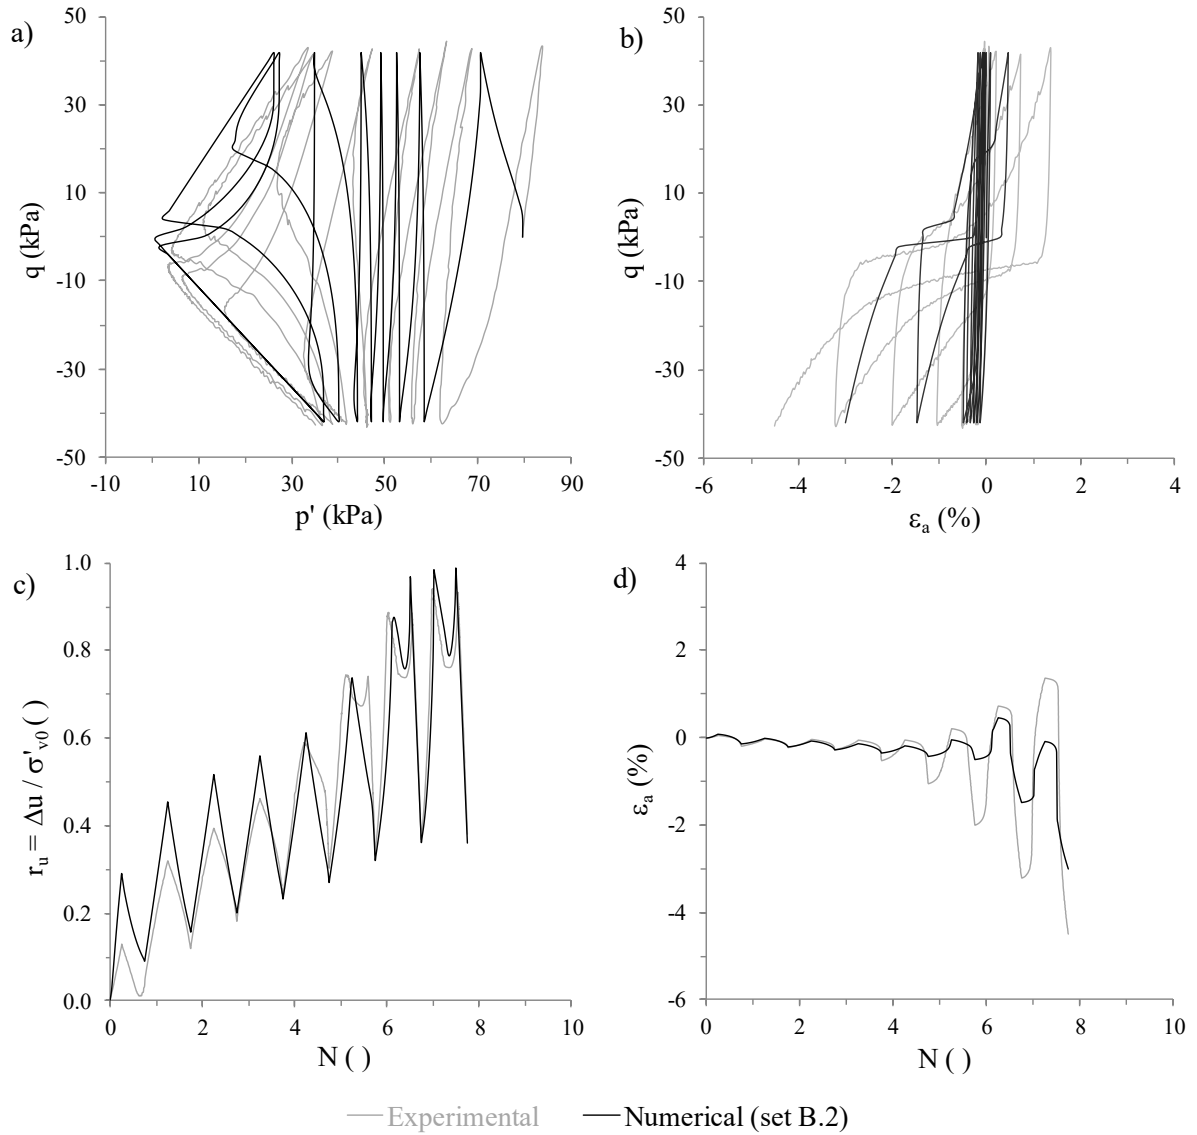 a)
50
30
10
-10
-30
-50
q (kPa)
-10 10 30 50 70 90
p' (kPa)
b)
50
30
10
-10
-30
-50
q (kPa)
-6 -4 -2 0 2 4
εa (%)
c)
1.0
0.8
0.6
0.4
0.2
0.0
ru = Δu / σ'v0 ( )
0 2 4 6 8 10
N ( )
d)
4
2
0
-2
-4
-6
εa (%)
0 2 4 6 8 10
N ( )
Experimental Numerical (set B.2)